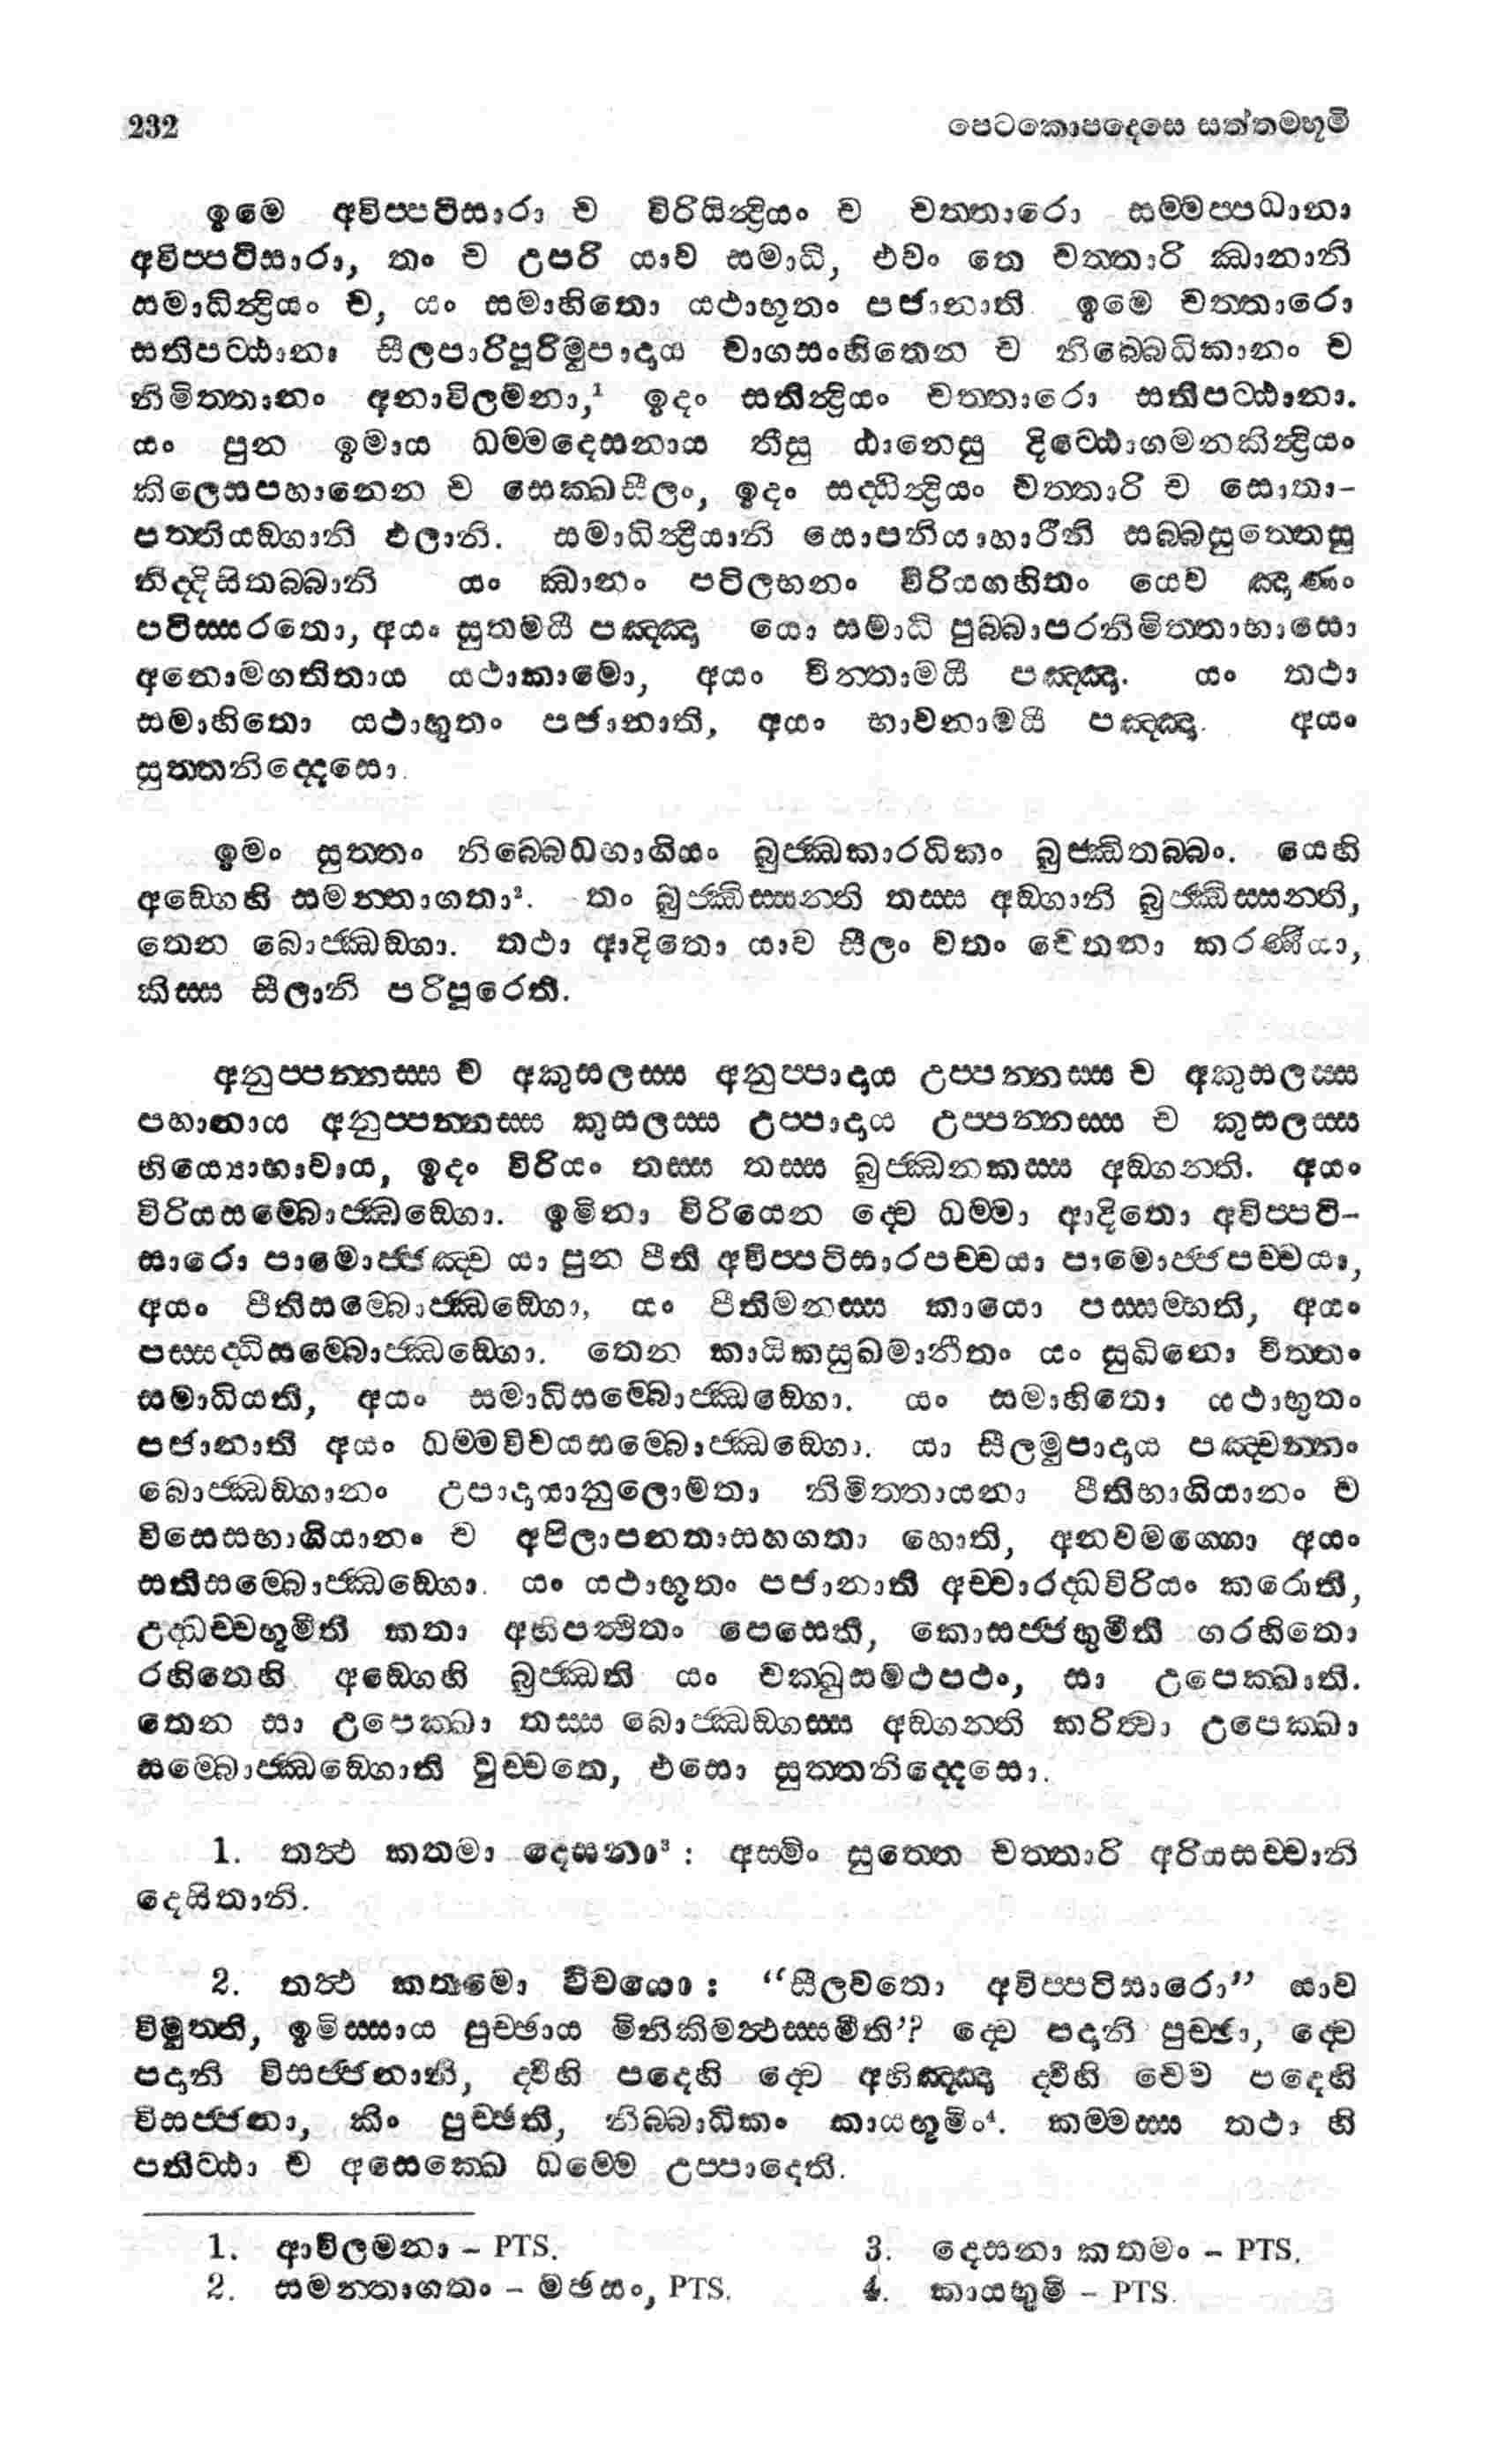 232 පෙටකොපදෙසෙ සත්තමභූමි
ඉමෙ අවිප්පටිසාරා ච විරියින්ද්‍රියං ච චත්තාරො සම්මප්පධානා
අවිප්පටිසාරා, තං ච උපරි යාව සමාධි, එවං තෙ චත්තාරි ඣානානි
සමාධින්ද්‍රියං ච, යං සමාහිතො යථාභූතං පජානාති ඉමෙ චත්තාරො
සතිපට්ඨානා සීලපාරිපූරිමුපාදාය චාගසංහිතෙන ච නිබ්බෙධිකානං ච
නිමිත්තානං අනාවිලමනා,¹ ඉදං සතින්ද්‍රියං චත්තාරො සතිපට්ඨානා.
යං පුන ඉමාය ධම්මදෙසනාය තීසු ඨානෙසු දිට්ඨොගමනකින්ද්‍රියං
කිලෙසපහානෙන ච සෙක්ඛසීලං, ඉදං සද්ධින්ද්‍රියං චත්තාරි ච සොතා-
පත්තියඞ්ගානි ඵලානි. සමාධින්ද්‍රියානි සොපනියාහාරීනි සබ්බසුත්තෙසු
නිද්දිසිතබ්බානි යං ඣානං පටිලභනං විරියගහිතං යෙව ඤාණං
පටිස්සරතො, අයං සුතමයී පඤ්ඤා යො සමාධි පුබ්බාපරනිමිත්තාභාසො
අනොමගතිතාය යථාකාමො, අයං චින්තාමයී පඤ්ඤා. යං තථා
සමාහිතො යථාභුතං පජානාති, අයං භාවනාමයී පඤ්ඤා. අයං
සුත්තනිද්දෙසො.
ඉමං සුත්තං නිබ්බෙධභාගියං බුජ්ඣකාරධිකං බුජ්ඣිතබ්බං. යෙහි
අඞ්ගෙහි සමන්නාගතා². තං බුජ්ඣිස්සන්ති තස්ස අඞ්ගානි බුජ්ඣිස්සන්ති,
තෙන බොජ්ඣඞ්ගා. තථා ආදිතො යාව සීලං වතං චෙතනා කරණීයා,
කිස්ස සීලානි පරිපූරෙති.
අනුප්පන්නස්ස ච අකුසලස්ස අනුප්පාදාය උප්පන්නස්ස ච අකුසලස්ස
පහානාය අනුප්පන්නස්ස කුසලස්ස උප්පාදාය උප්පන්නස්ස ච කුසලස්ස
භිය්‍යොභාවාය, ඉදං විරියං තස්ස තස්ස බුජ්ඣනකස්ස අඞ්ගන්ති. අයං
විරියසම්බොජ්ඣඞ්ගො. ඉමිනා විරියෙන ද්වෙ ධම්මා ආදිතො අවිප්පටි-
සාරො පාමොජ්ජඤ්ච යා පුන පීති අවිප්පටිසාරපච්චයා පාමොජ්ජපච්චයා,
අයං පීතිසම්බොජ්ඣඞ්ගො, යං පීතිමනස්ස කායො පස්සම්භති, අයං
පස්සද්ධිසම්බොජ්ඣඞ්ගො. තෙන කායිකසුඛමානීතං යං සුඛිනො චිත්තං
සමාධියති, අයං සමාධිසම්බොජ්ඣඞ්ගො. යං සමාහිතො යථාභුතං
පජානාති අයං ධම්මවිචයසම්බොජ්ඣඞ්ගො. යා සීලමුපාදාය පඤ්චන්නං
බොජ්ඣඞ්ගානං උපාදායානුලොමතා නිමිත්තායනා පීතිභාගියානං ච
විසෙසභාගියානං ච අපිලාපනතාසහගතා හොති, අනවමග්ගො අයං
සතිසම්බොජ්ඣඞ්ගො. යං යථාභූතං පජානාති අච්චාරද්ධවිරියං කරොති,
උද්ධච්චභූමීති කතා අභිපත්ථිතං පෙසෙති, කොසජ්ජභුමීති ගරහිතො
රහිතෙහි අඞ්ගෙහි බුජ්ඣති යං චක්ඛුසමථපථං, සා උපෙක්ඛාති.
තෙන සා උපෙක්ඛා තස්ස බොජ්ඣඞ්ගස්ස අඞ්ගන්ති කරිත්වා උපෙක්ඛා
සම්බොජ්ඣඞ්ගොති වුච්චතෙ, එසො සුත්තනිද්දෙසො.
1. තත්ථ කතමා දෙසනා³ : අස්මිං සුත්තෙ චත්තාරි අරියසච්චානි
දෙසිතානි.
2. තත්ථ කතමො විචයො : “සීලවතො අවිප්පටිසාරො” යාව
විමුත්ති, ඉමිස්සාය පුච්ඡාය මිනිකිමත්ථස්සමීති’? ද්වෙ පදානි පුච්ඡා, ද්වෙ
පදානි විසජ්ජනානි, ද්වීහි පදෙහි ද්වෙ අභිඤ්ඤා ද්වීහි චෙව පදෙහි
විසජ්ජනා, කිං පුච්ඡති, නිබ්බාධිකං කායභූමිං⁴. කම්මස්ස තථා හි
පතිට්ඨා ච අසෙක්ඛෙ ධම්මෙ උප්පාදෙති.
1. ආවිලමනා – PTS. 3. දෙසනා කතමං – PTS.
2. සමන්නාගතං – මඡසං, PTS. 4. කායභුමි – PTS.